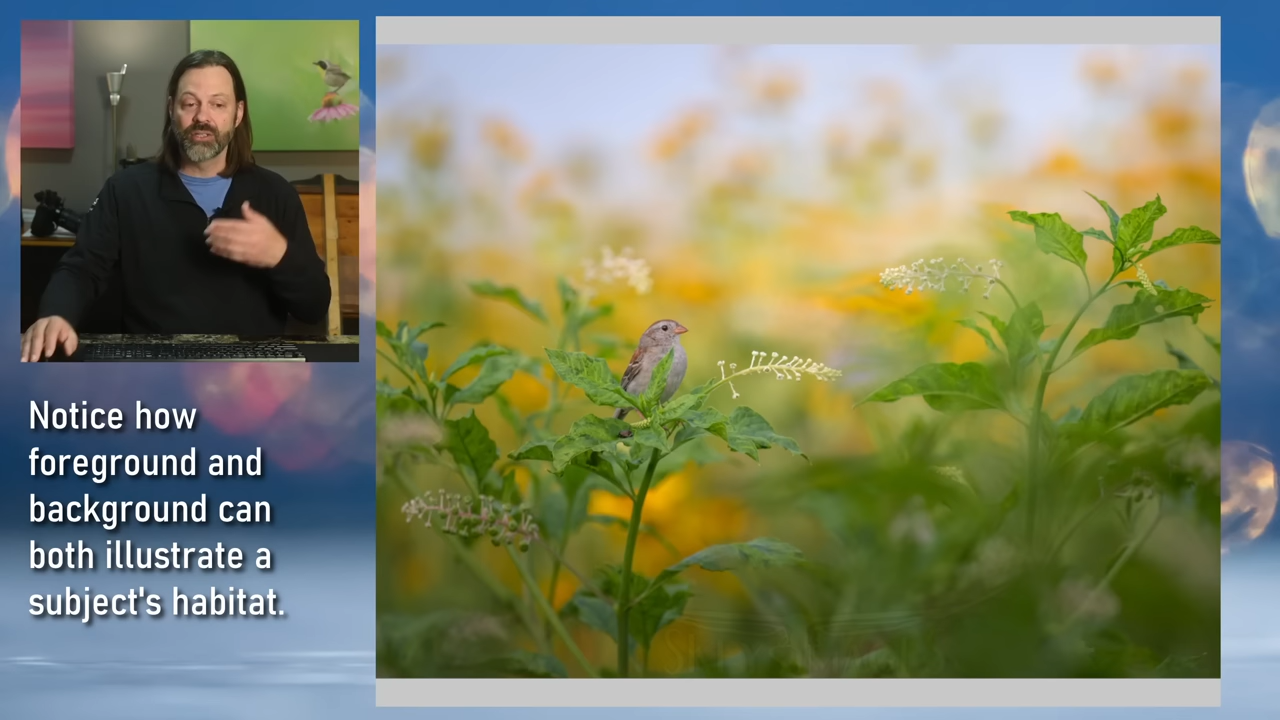 Notice how
foreground and
background can
both illustrate a
subject's habitat.